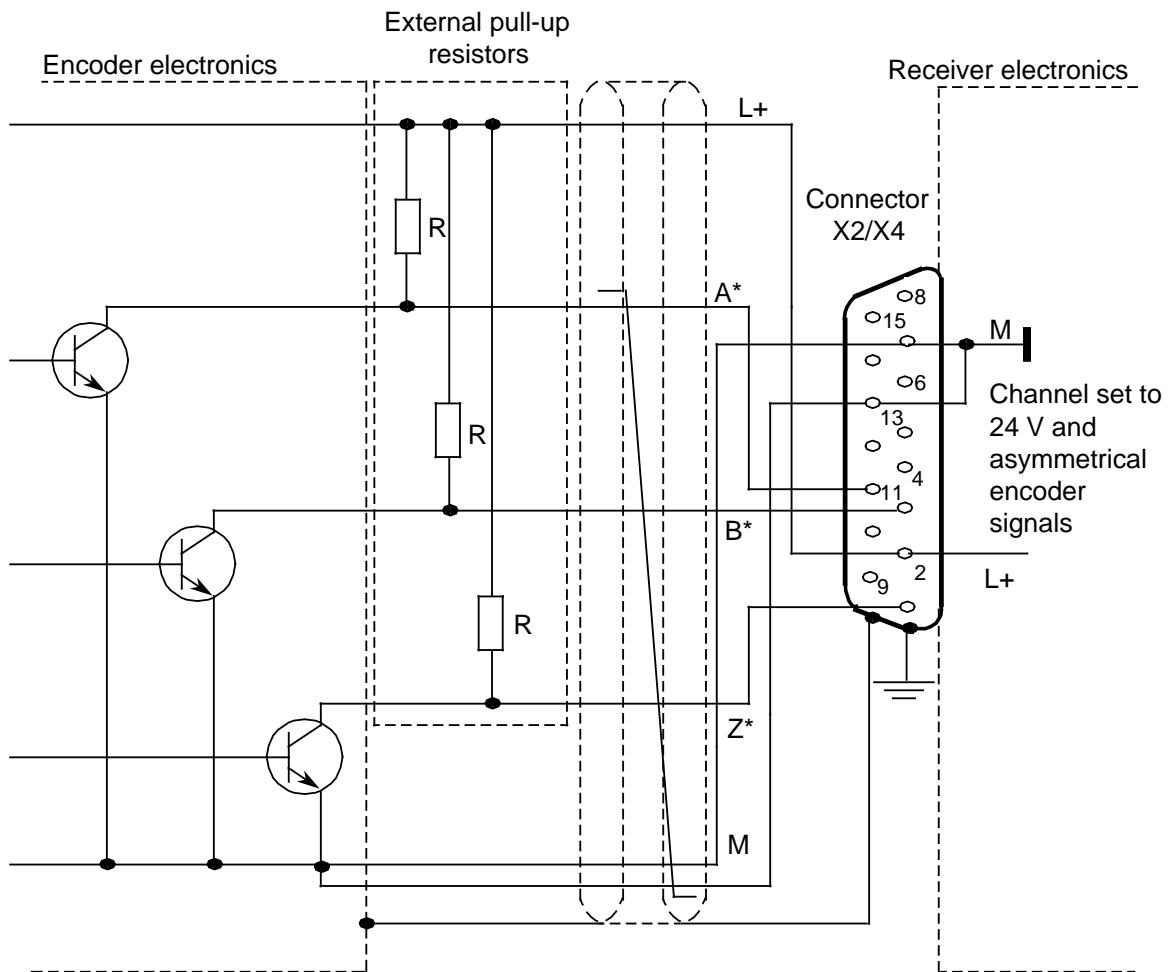 External pull-up
resistors
Encoder electronics
Receiver electronics
L+
Connector
X2/X4
R
A*
8
15
M
6
Channel set to
24 V and
asymmetrical
encoder
signals
13
R
4
11
B*
2
L+
9
R
Z*
M